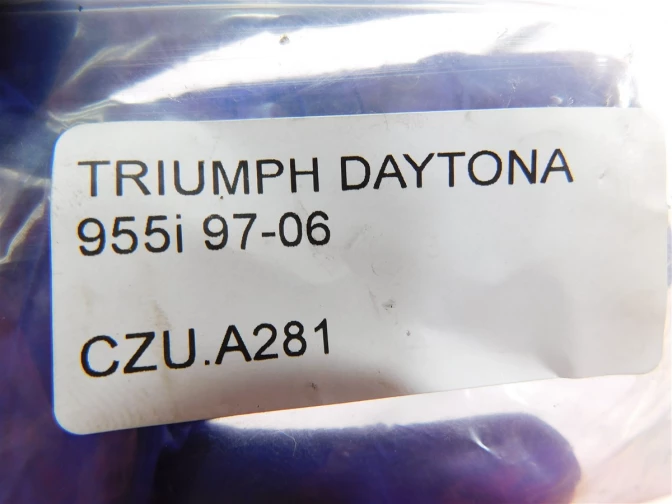 TRIUMPH DAYTONA
955i 97-06
CZU.A281